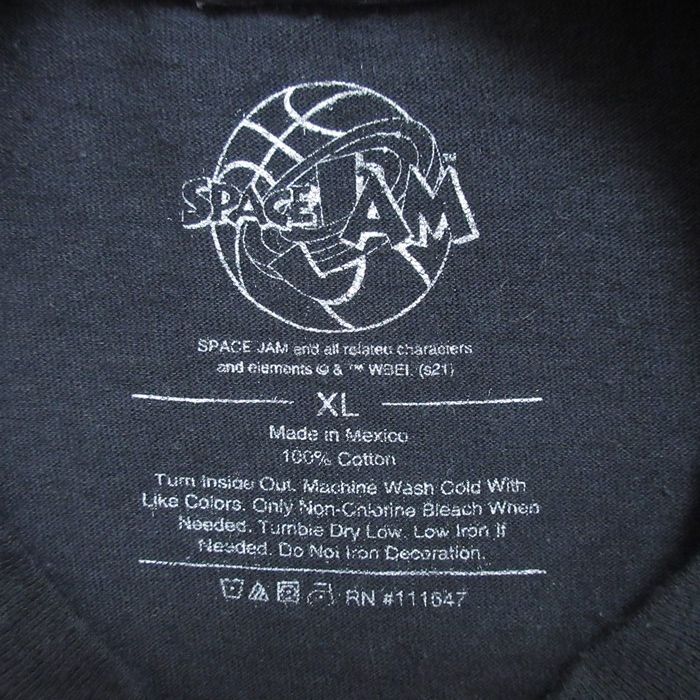 SPACE JAM™
SPACE JAM and all related characters
and elements © & ™ WBEI. (s21)
XL
Made in Mexico
100% Cotton
Turn Inside Out. Machine Wash Cold With
Like Colors. Only Non-Chlorine Bleach When
Needed. Tumble Dry Low. Low Iron If
Needed. Do Not Iron Decoration.
RN #111647